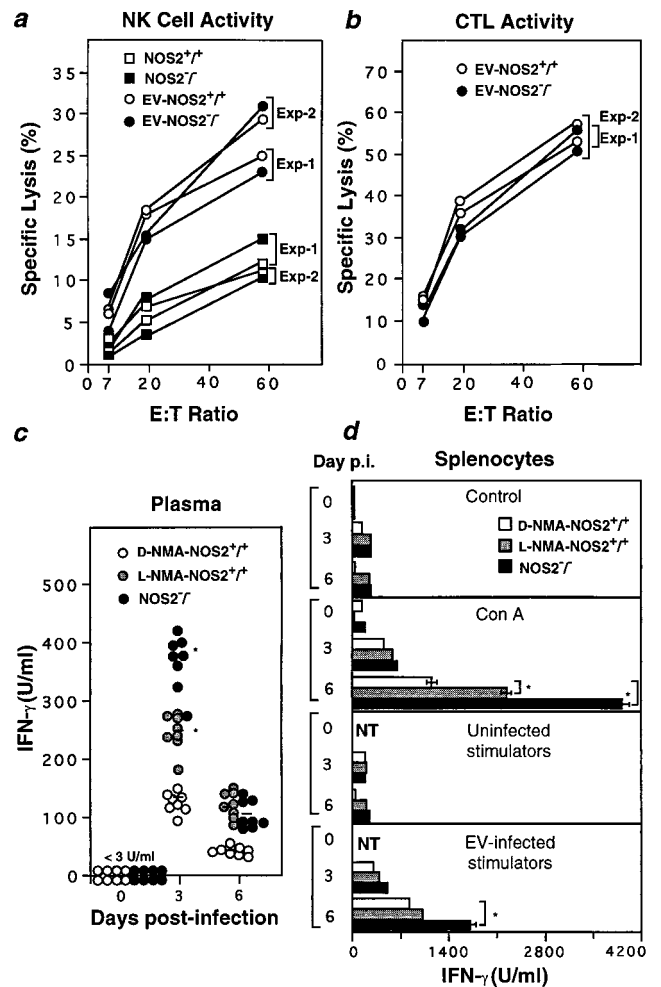 a
NK Cell Activity
NOS2+/+
NOS2-/-
EV-NOS2+/+
EV-NOS2-/-
Exp-2
Exp-1
Exp-1
Exp-2
Specific Lysis (%)
35
30
25
20
15
10
5
0
0 7 20 40 60
E:T Ratio
b
CTL Activity
EV-NOS2+/+
EV-NOS2-/-
Exp-2
Exp-1
Specific Lysis (%)
70
60
50
40
30
20
10
0
0 7 20 40 60
E:T Ratio
c
Plasma
D-NMA-NOS2+/+
L-NMA-NOS2+/+
NOS2-/-
IFN-γ (U/ml)
500
400
300
200
100
0
*
*
< 3 U/ml
0 3 6
Days post-infection
d
Day p.i.
Splenocytes
Control
D-NMA-NOS2+/+
L-NMA-NOS2+/+
NOS2-/-
0
3
6
Con A
0
3
6
*
*
Uninfected
stimulators
0 NT
3
6
EV-infected
stimulators
0 NT
3
6
*
0 1400 2800 4200
IFN-γ (U/ml)